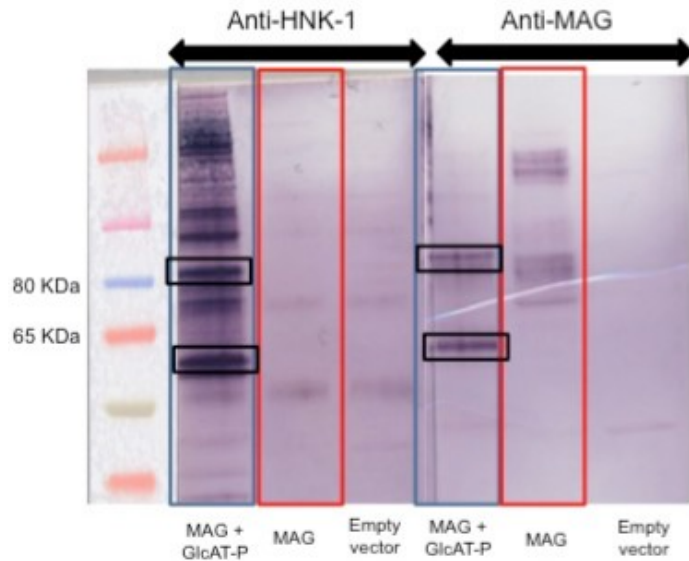 Anti-HNK-1 Anti-MAG
80 KDa
65 KDa
MAG + GlcAT-P MAG Empty vector MAG + GlcAT-P MAG Empty vector